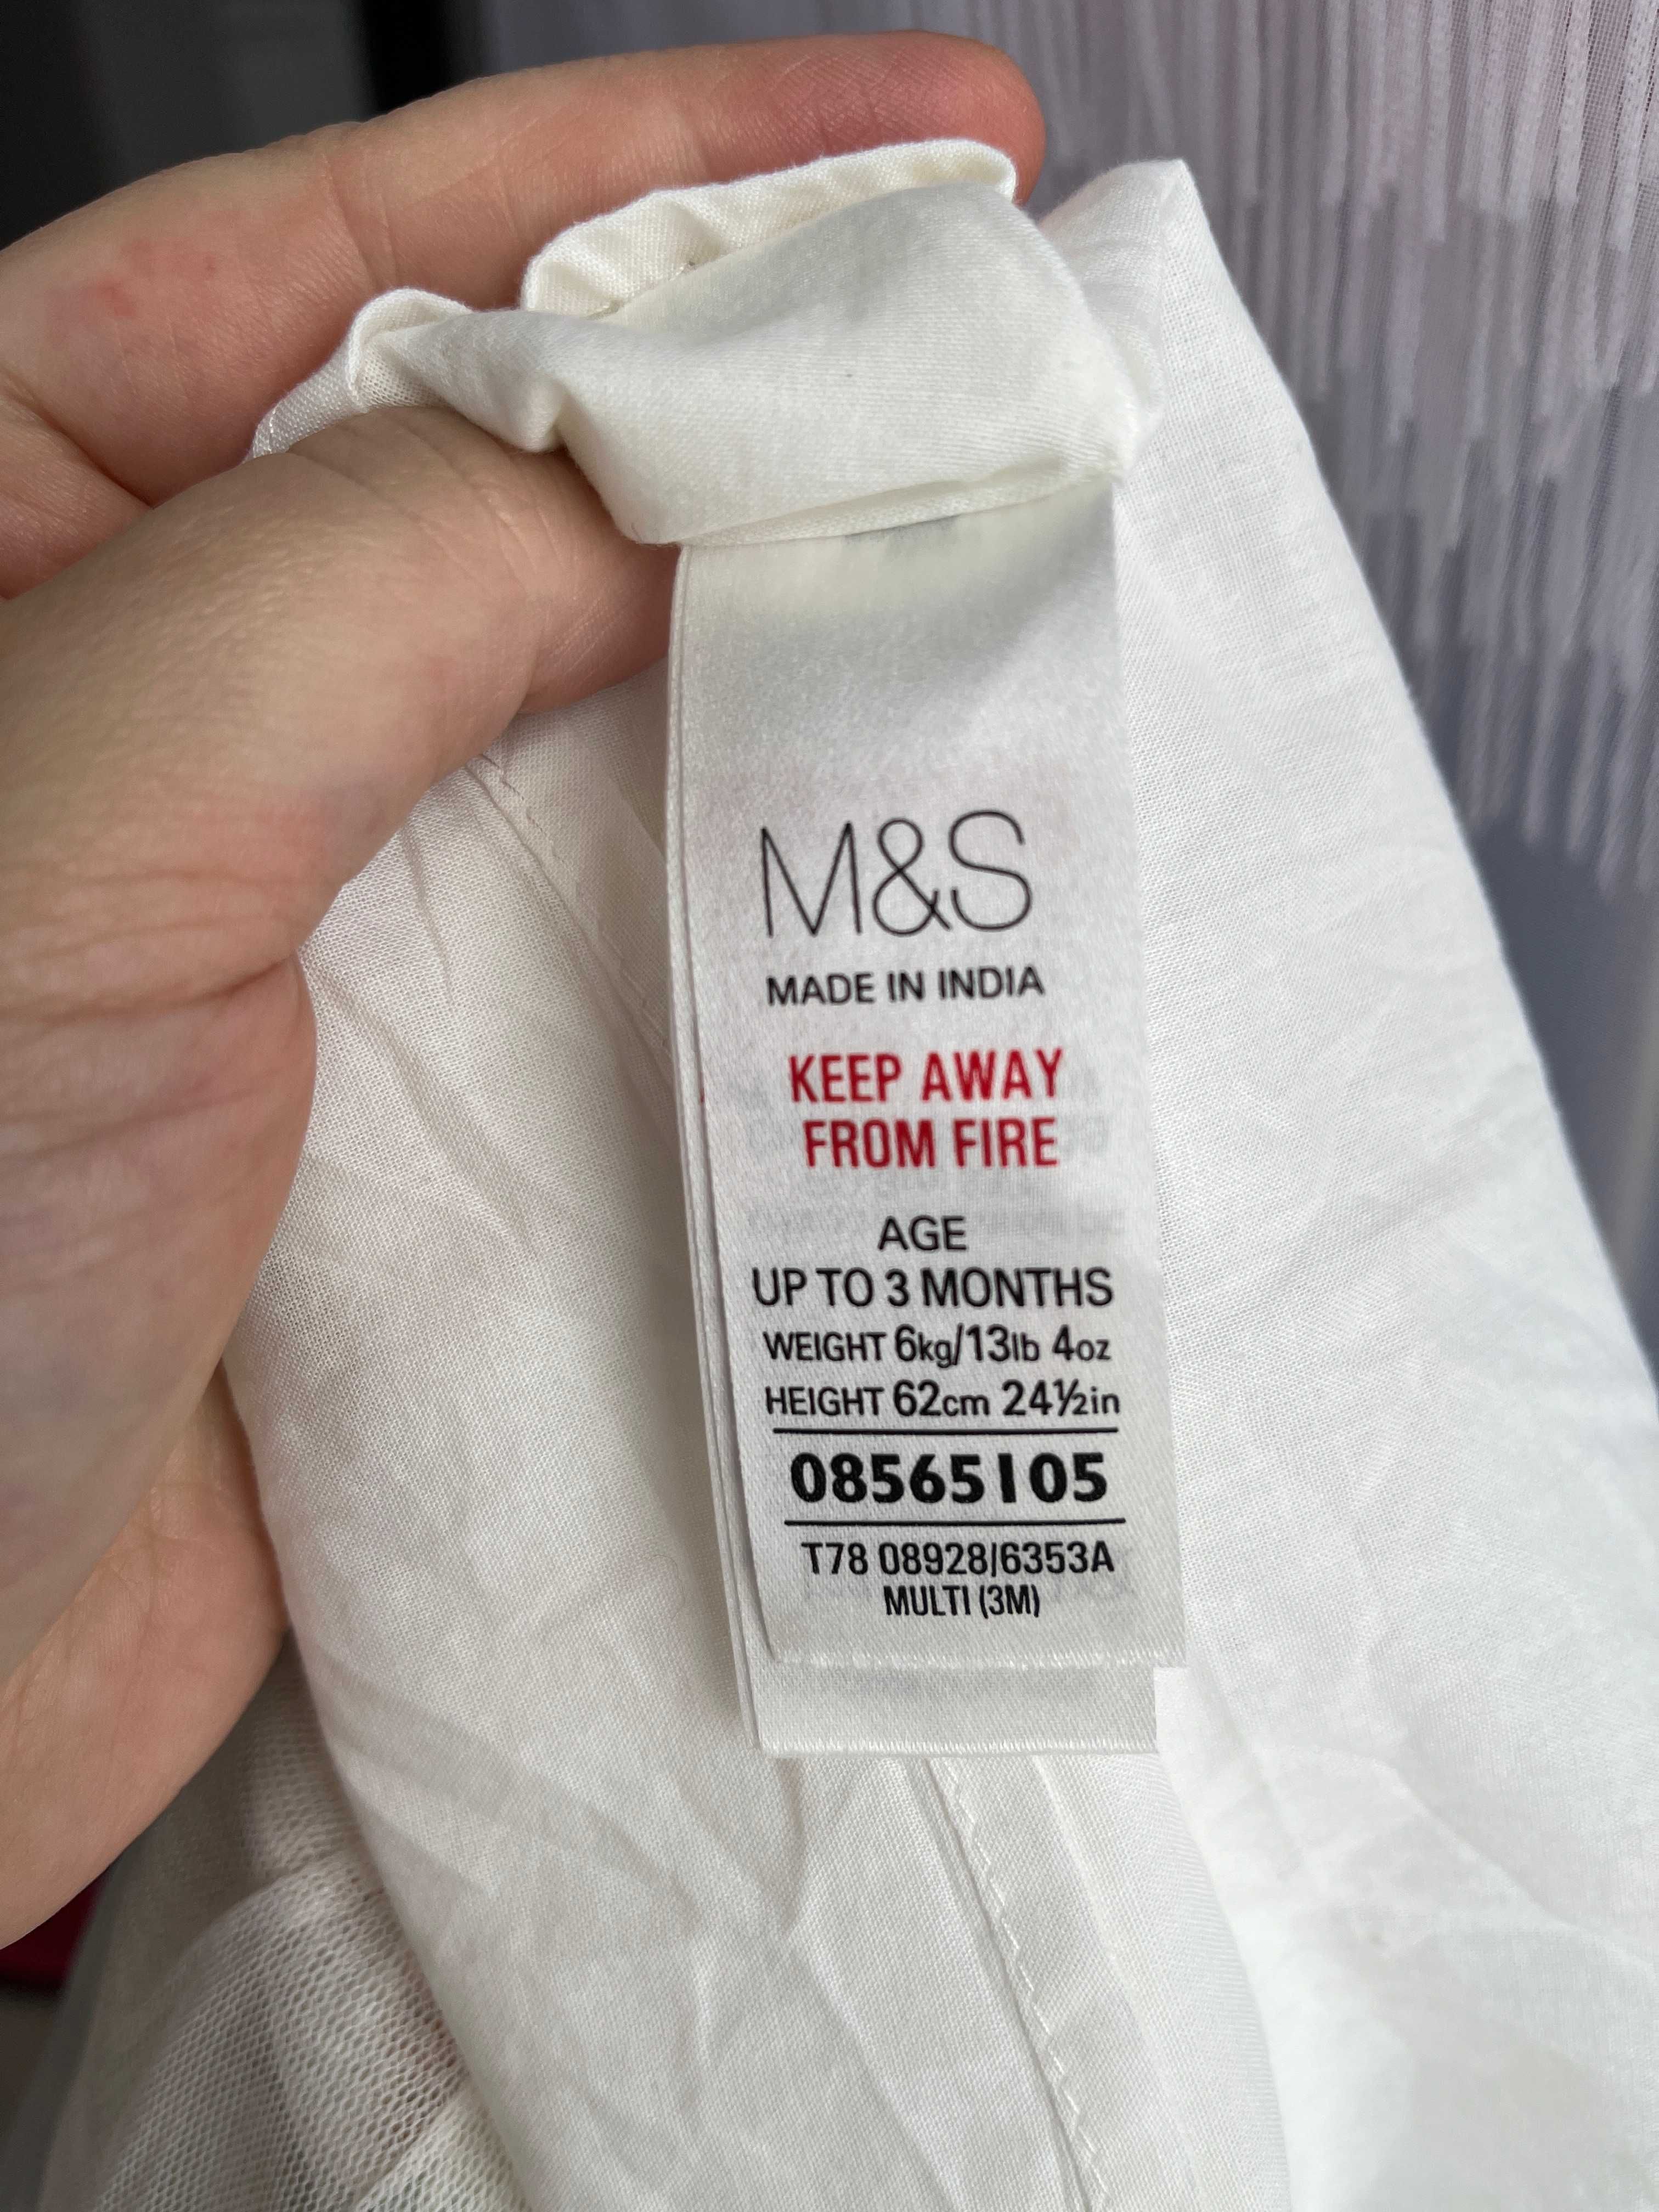 M&S
MADE IN INDIA
KEEP AWAY
FROM FIRE
AGE
UP TO 3 MONTHS
WEIGHT 6kg/13lb 4oz
HEIGHT 62cm 24½in
08565105
T78 08928/6353A
MULTI (3M)